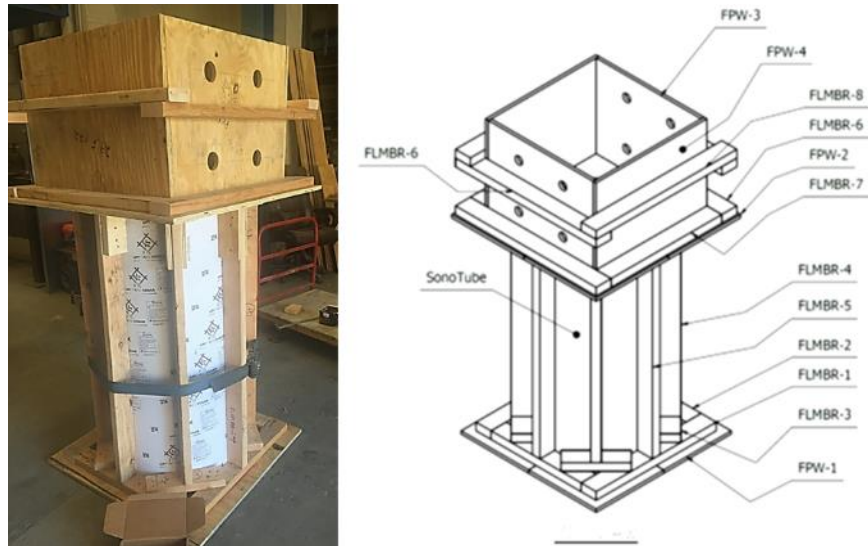 FPW-3
FPW-4
FLMBR-8
FLMBR-6
FLMBR-6
FPW-2
FLMBR-7
SonoTube
FLMBR-4
FLMBR-5
FLMBR-2
FLMBR-1
FLMBR-3
FPW-1